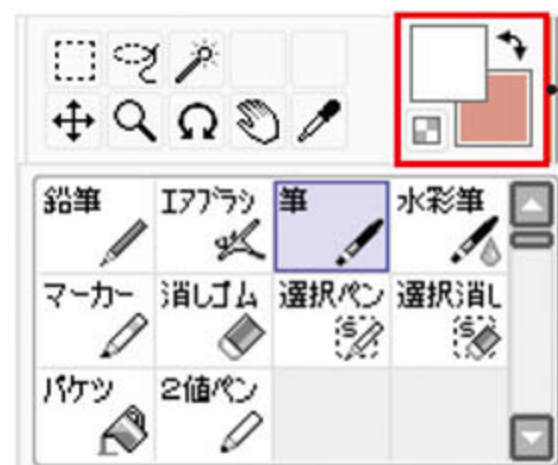 鉛筆 エアブラシ 筆 水彩筆
マーカー 消しゴム 選択ペン 選択消し
バケツ 2値ペン